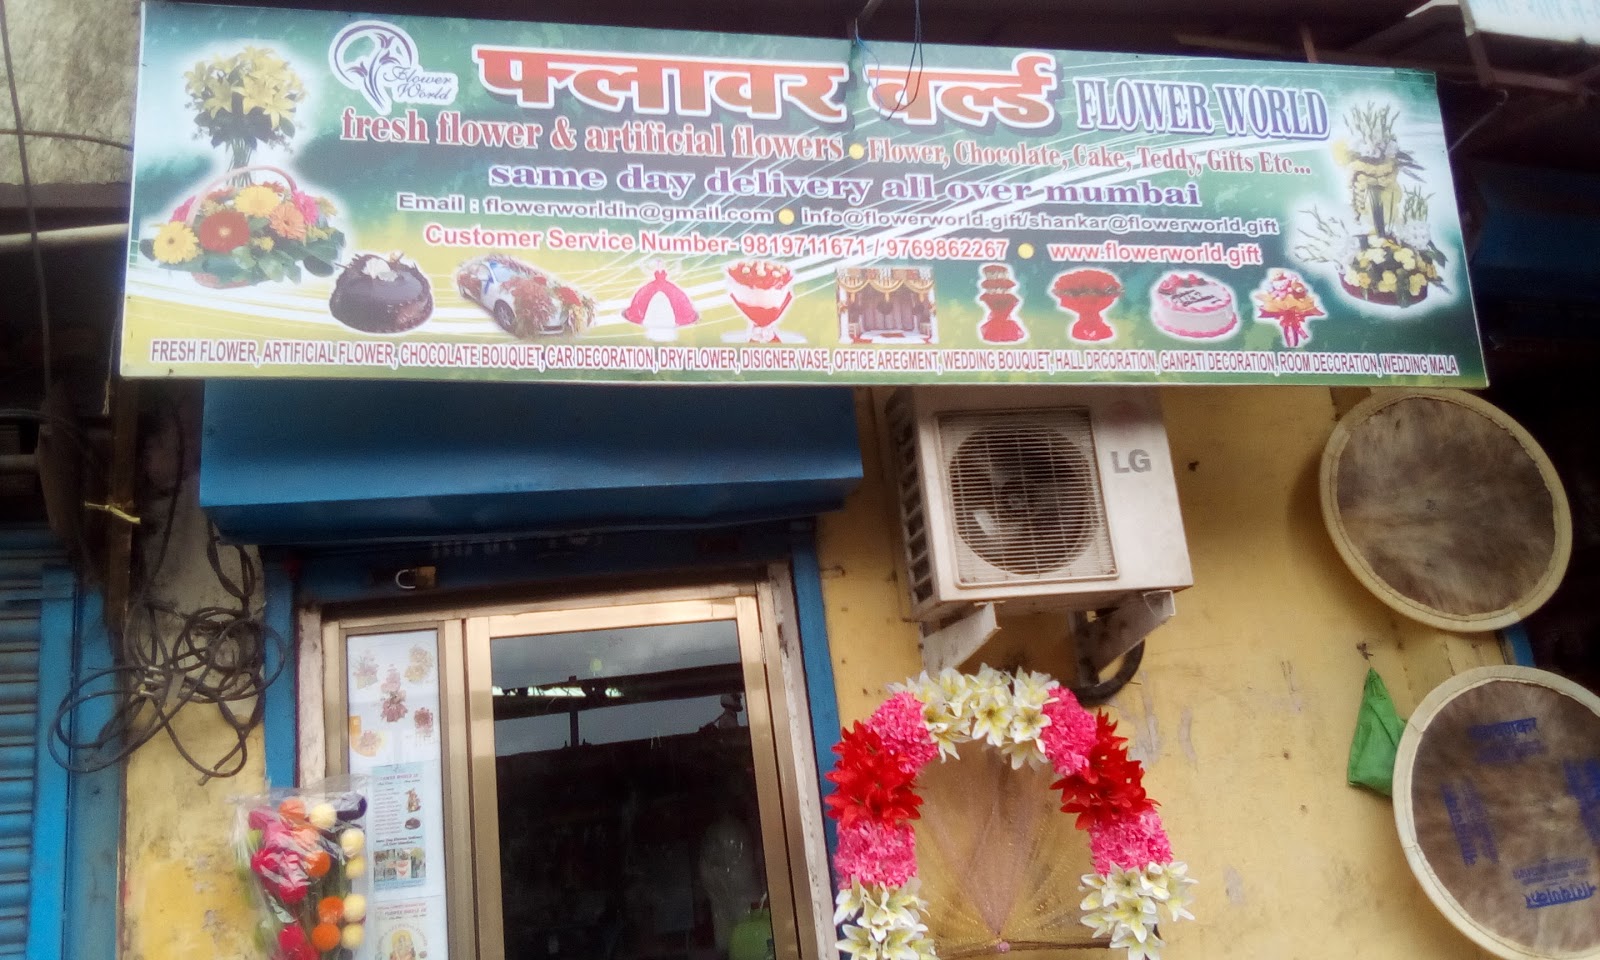 Flower
World
फ्लावर वर्ल्ड FLOWER WORLD
fresh flower & artificial flowers • Flower, Chocolate, Cake, Teddy, Gifts Etc...
same day delivery all over mumbai
Email : flowerworldin@gmail.com • info@flowerworld.gift/shankar@flowerworld.gift
Customer Service Number- 9819711671 / 9769862267 • www.flowerworld.gift
FRESH FLOWER, ARTIFICIAL FLOWER, CHOCOLATE BOUQUET, CAR DECORATION, DRY FLOWER, DISIGNER VASE, OFFICE AREGMENT, WEDDING BOUQUET, HALL DRCORATION, GANPATI DECORATION, ROOM DECORATION, WEDDING MALA
LG